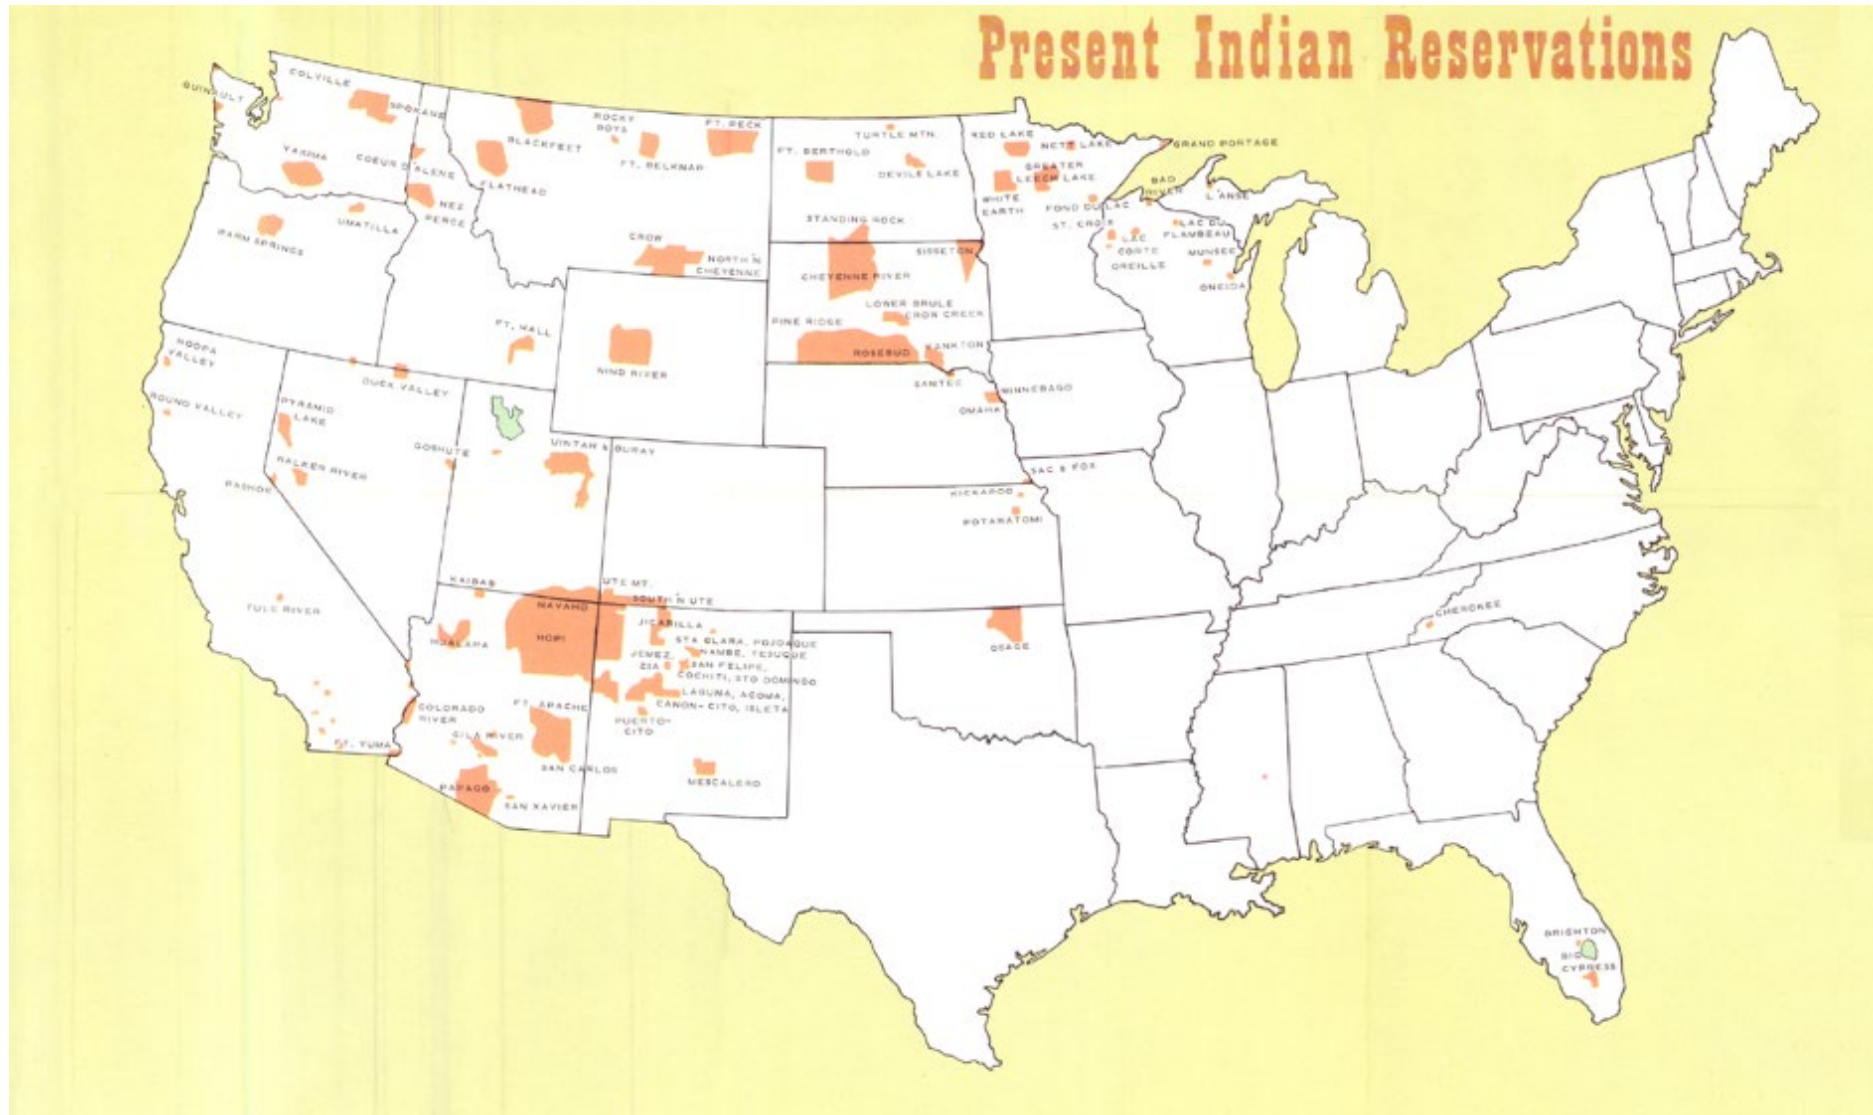 Present Indian Reservations
COLVILLE
QUINAULT
SPOKANE
YAKIMA
COEUR D'ALENE
NEZ
PERCE
UMATILLA
WARM SPRINGS
BLACKFEET
FLATHEAD
ROCKY
BOYS
FT. BELKNAP
FT. PECK
CROW
NORTH'N
CHEYENNE
TURTLE MTN.
FT. BERTHOLD
DEVILS LAKE
STANDING ROCK
SISSETON
CHEYENNE RIVER
LOWER BRULE
CROW CREEK
PINE RIDGE
ROSEBUD
YANKTON
SANTEE
WINNEBAGO
OMAHA
RED LAKE
NETT LAKE
GRAND PORTAGE
GREATER
LEECH LAKE
WHITE
EARTH
FOND DU LAC
BAD
RIVER
L'ANSE
ST. CROIX
LAC
CORTE
OREILLE
LAC DU
FLAMBEAU
MUNSEE
ONEIDA
FT. HALL
WIND RIVER
HOOPA
VALLEY
ROUND VALLEY
DUCK VALLEY
PYRAMID
LAKE
WALKER RIVER
WASHOE
GOSHUTE
UINTAH & OURAY
SAC & FOX
KICKAPOO
POTAWATOMI
TULE RIVER
KAIBAB
UTE MT.
SOUTH'N UTE
NAVAHO
HOPI
HUALAPA
JICARILLA
STA CLARA, POJOAQUE
NAMBE, TESUQUE
JEMEZ,
ZIA &
SAN FELIPE,
COCHITI, STO DOMINGO
LAGUNA, ACOMA,
CANON-CITO, ISLETA
PUERTO-
CITO
COLORADO
RIVER
FT. APACHE
GILA RIVER
FT. YUMA
SAN CARLOS
PAPAGO
SAN XAVIER
MESCALERO
OSAGE
CHEROKEE
BRIGHTON
BIG
CYPRESS